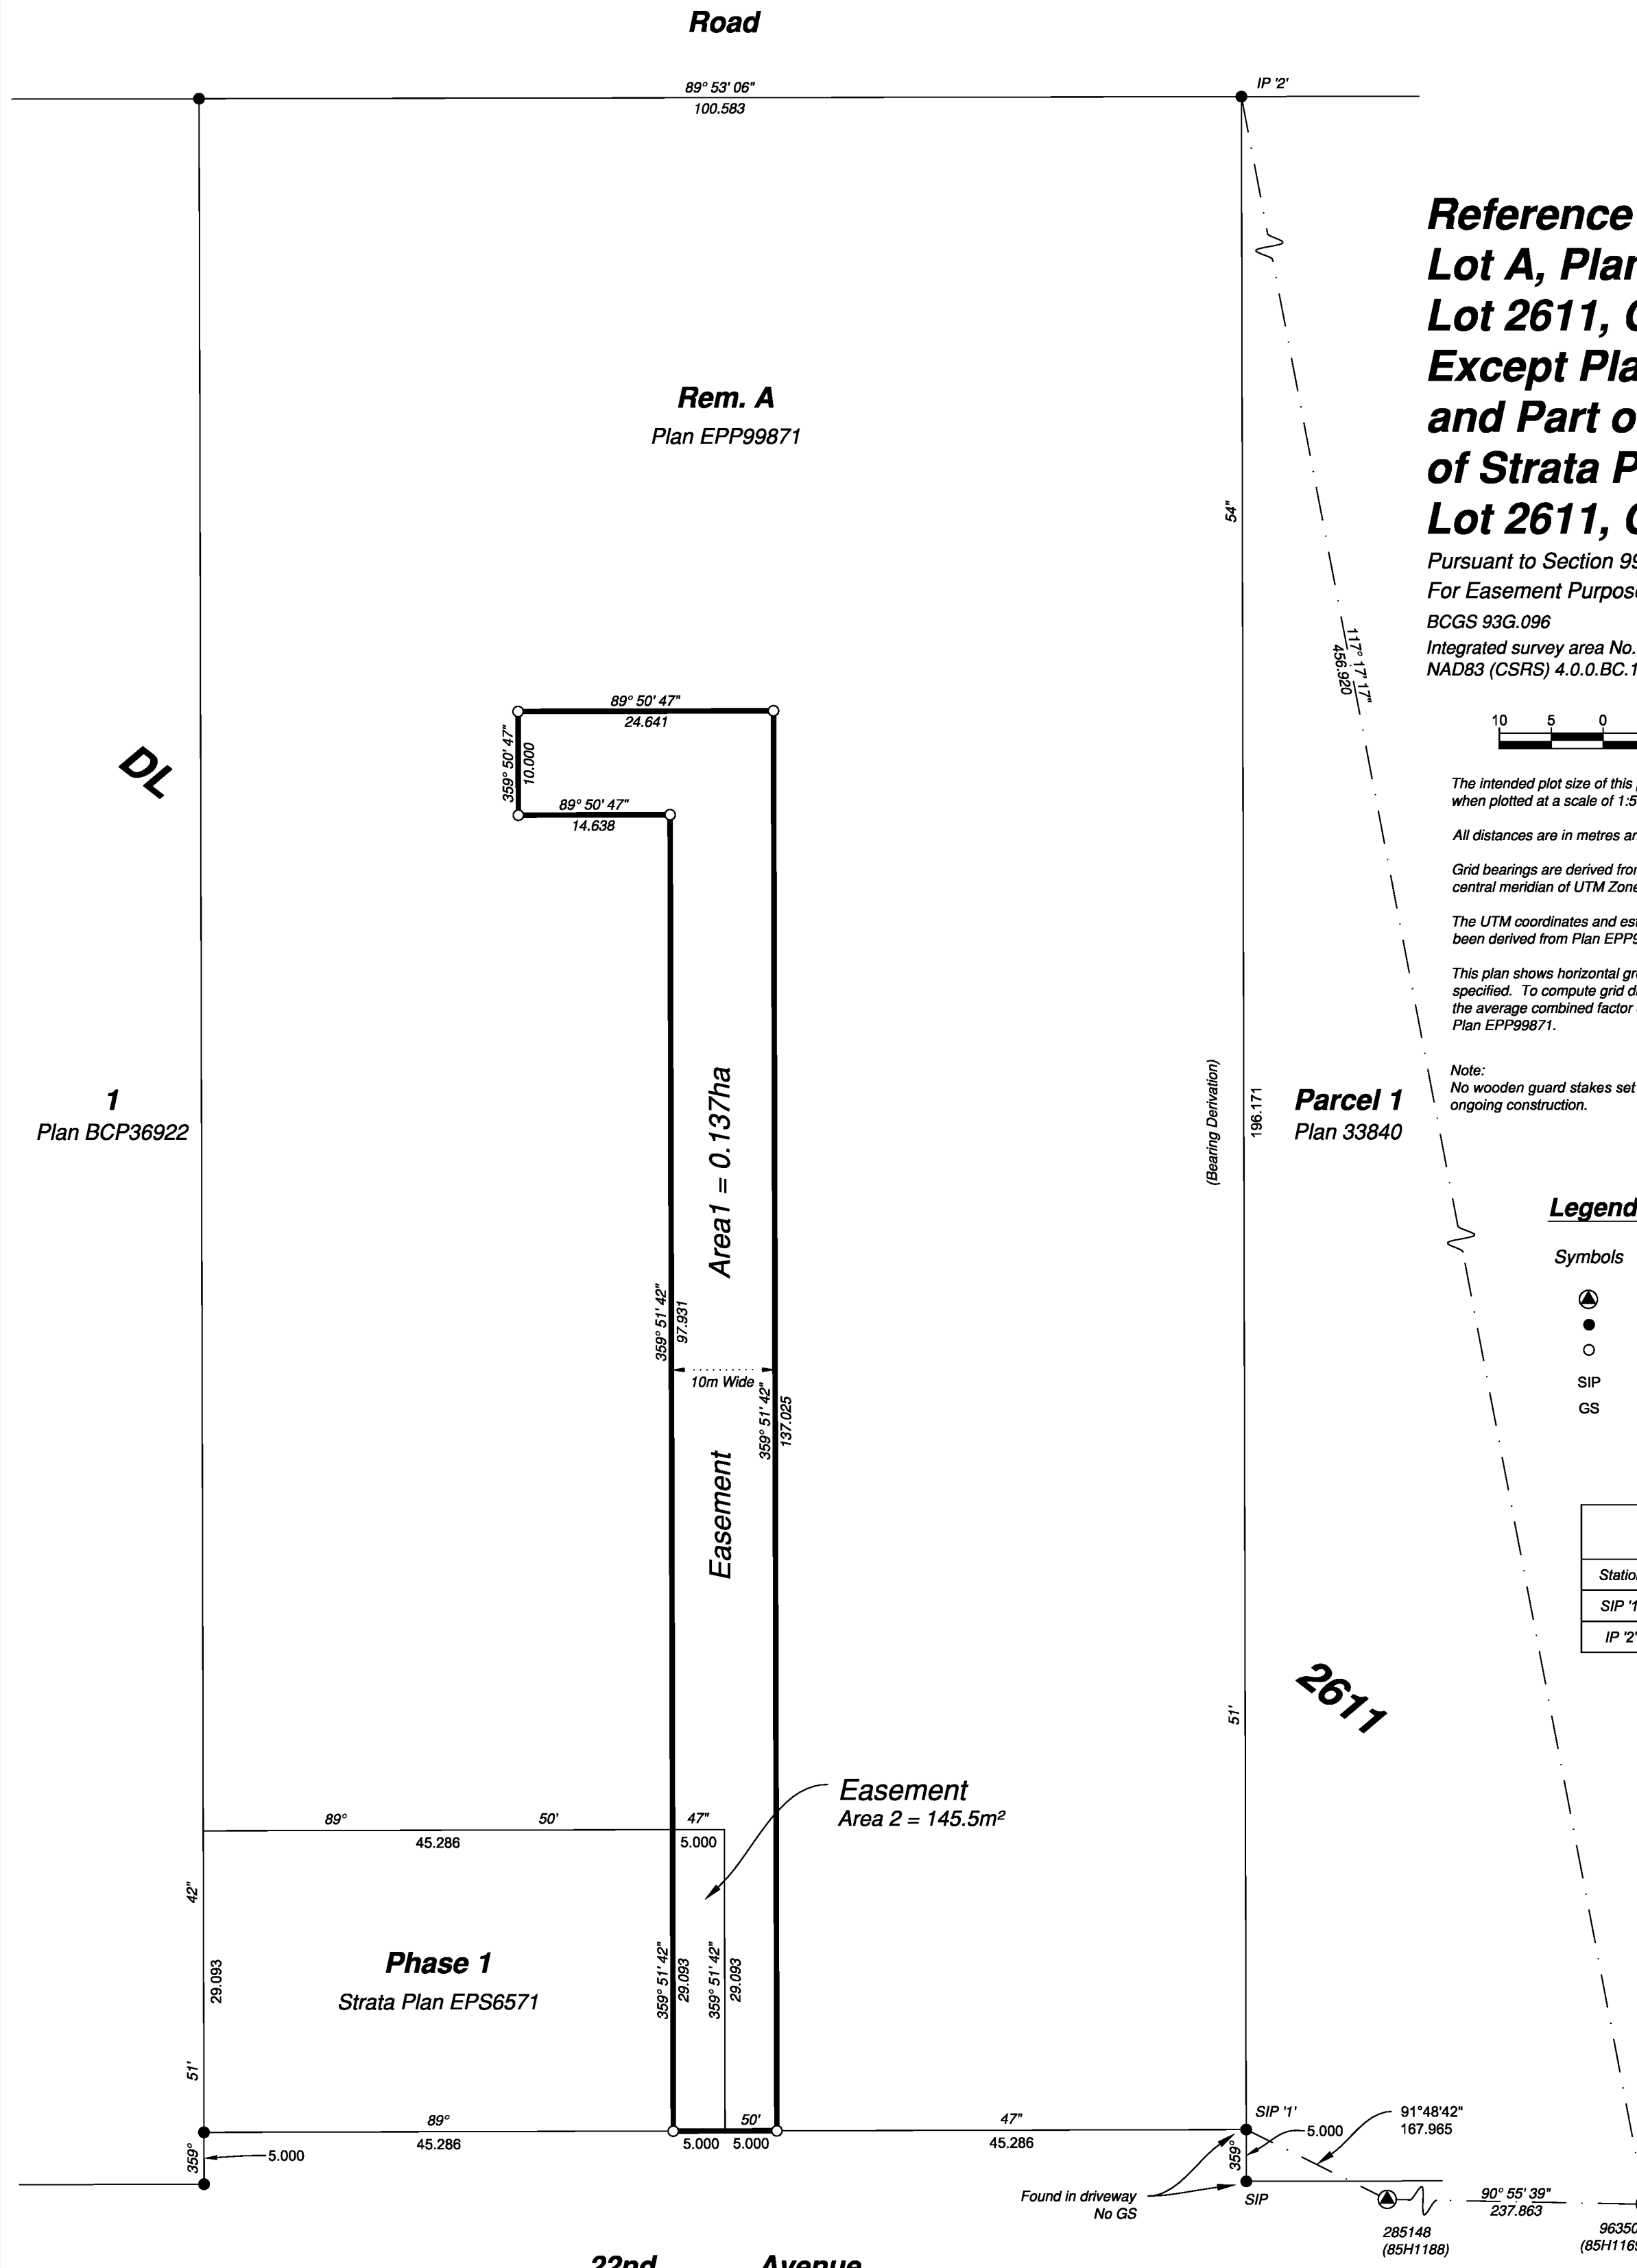 Road
89° 53' 06"
100.583
IP '2'
Reference
Lot A, Plan
Lot 2611,
Except Pla
and Part o
of Strata P
Lot 2611,
Pursuant to Section 99
For Easement Purpose
BCGS 93G.096
Integrated survey area No.
NAD83 (CSRS) 4.0.0.BC.1
10 5 0
The intended plot size of this
when plotted at a scale of 1:5
All distances are in metres an
Grid bearings are derived from
central meridian of UTM Zone
The UTM coordinates and est
been derived from Plan EPP9
This plan shows horizontal gr
specified. To compute grid d
the average combined factor
Plan EPP99871.
Note:
No wooden guard stakes set
ongoing construction.
Legend
Symbols
SIP
GS
Station
SIP '1
IP '2'
Rem. A
Plan EPP99871
54"
117° 17' 17"
456.920
89° 50' 47"
24.641
359° 50' 47"
10.000
89° 50' 47"
14.638
DL
1
Plan BCP36922
Area1 = 0.137ha
(Bearing Derivation)
196.171
Parcel 1
Plan 33840
359° 51' 42"
97.931
10m Wide
359° 51' 42"
137.025
Easement
2611
51'
Easement
Area 2 = 145.5m²
89° 50' 47"
45.286
5.000
42"
29.093
51'
359°
Phase 1
Strata Plan EPS6571
359° 51' 42"
29.093
359° 51' 42"
29.093
89° 50' 47"
45.286
5.000 5.000
45.286
5.000
SIP '1'
5.000
359°
91°48'42"
167.965
Found in driveway
No GS
SIP
90° 55' 39"
237.863
285148
(85H1188)
96350
(85H116
22nd Avenue